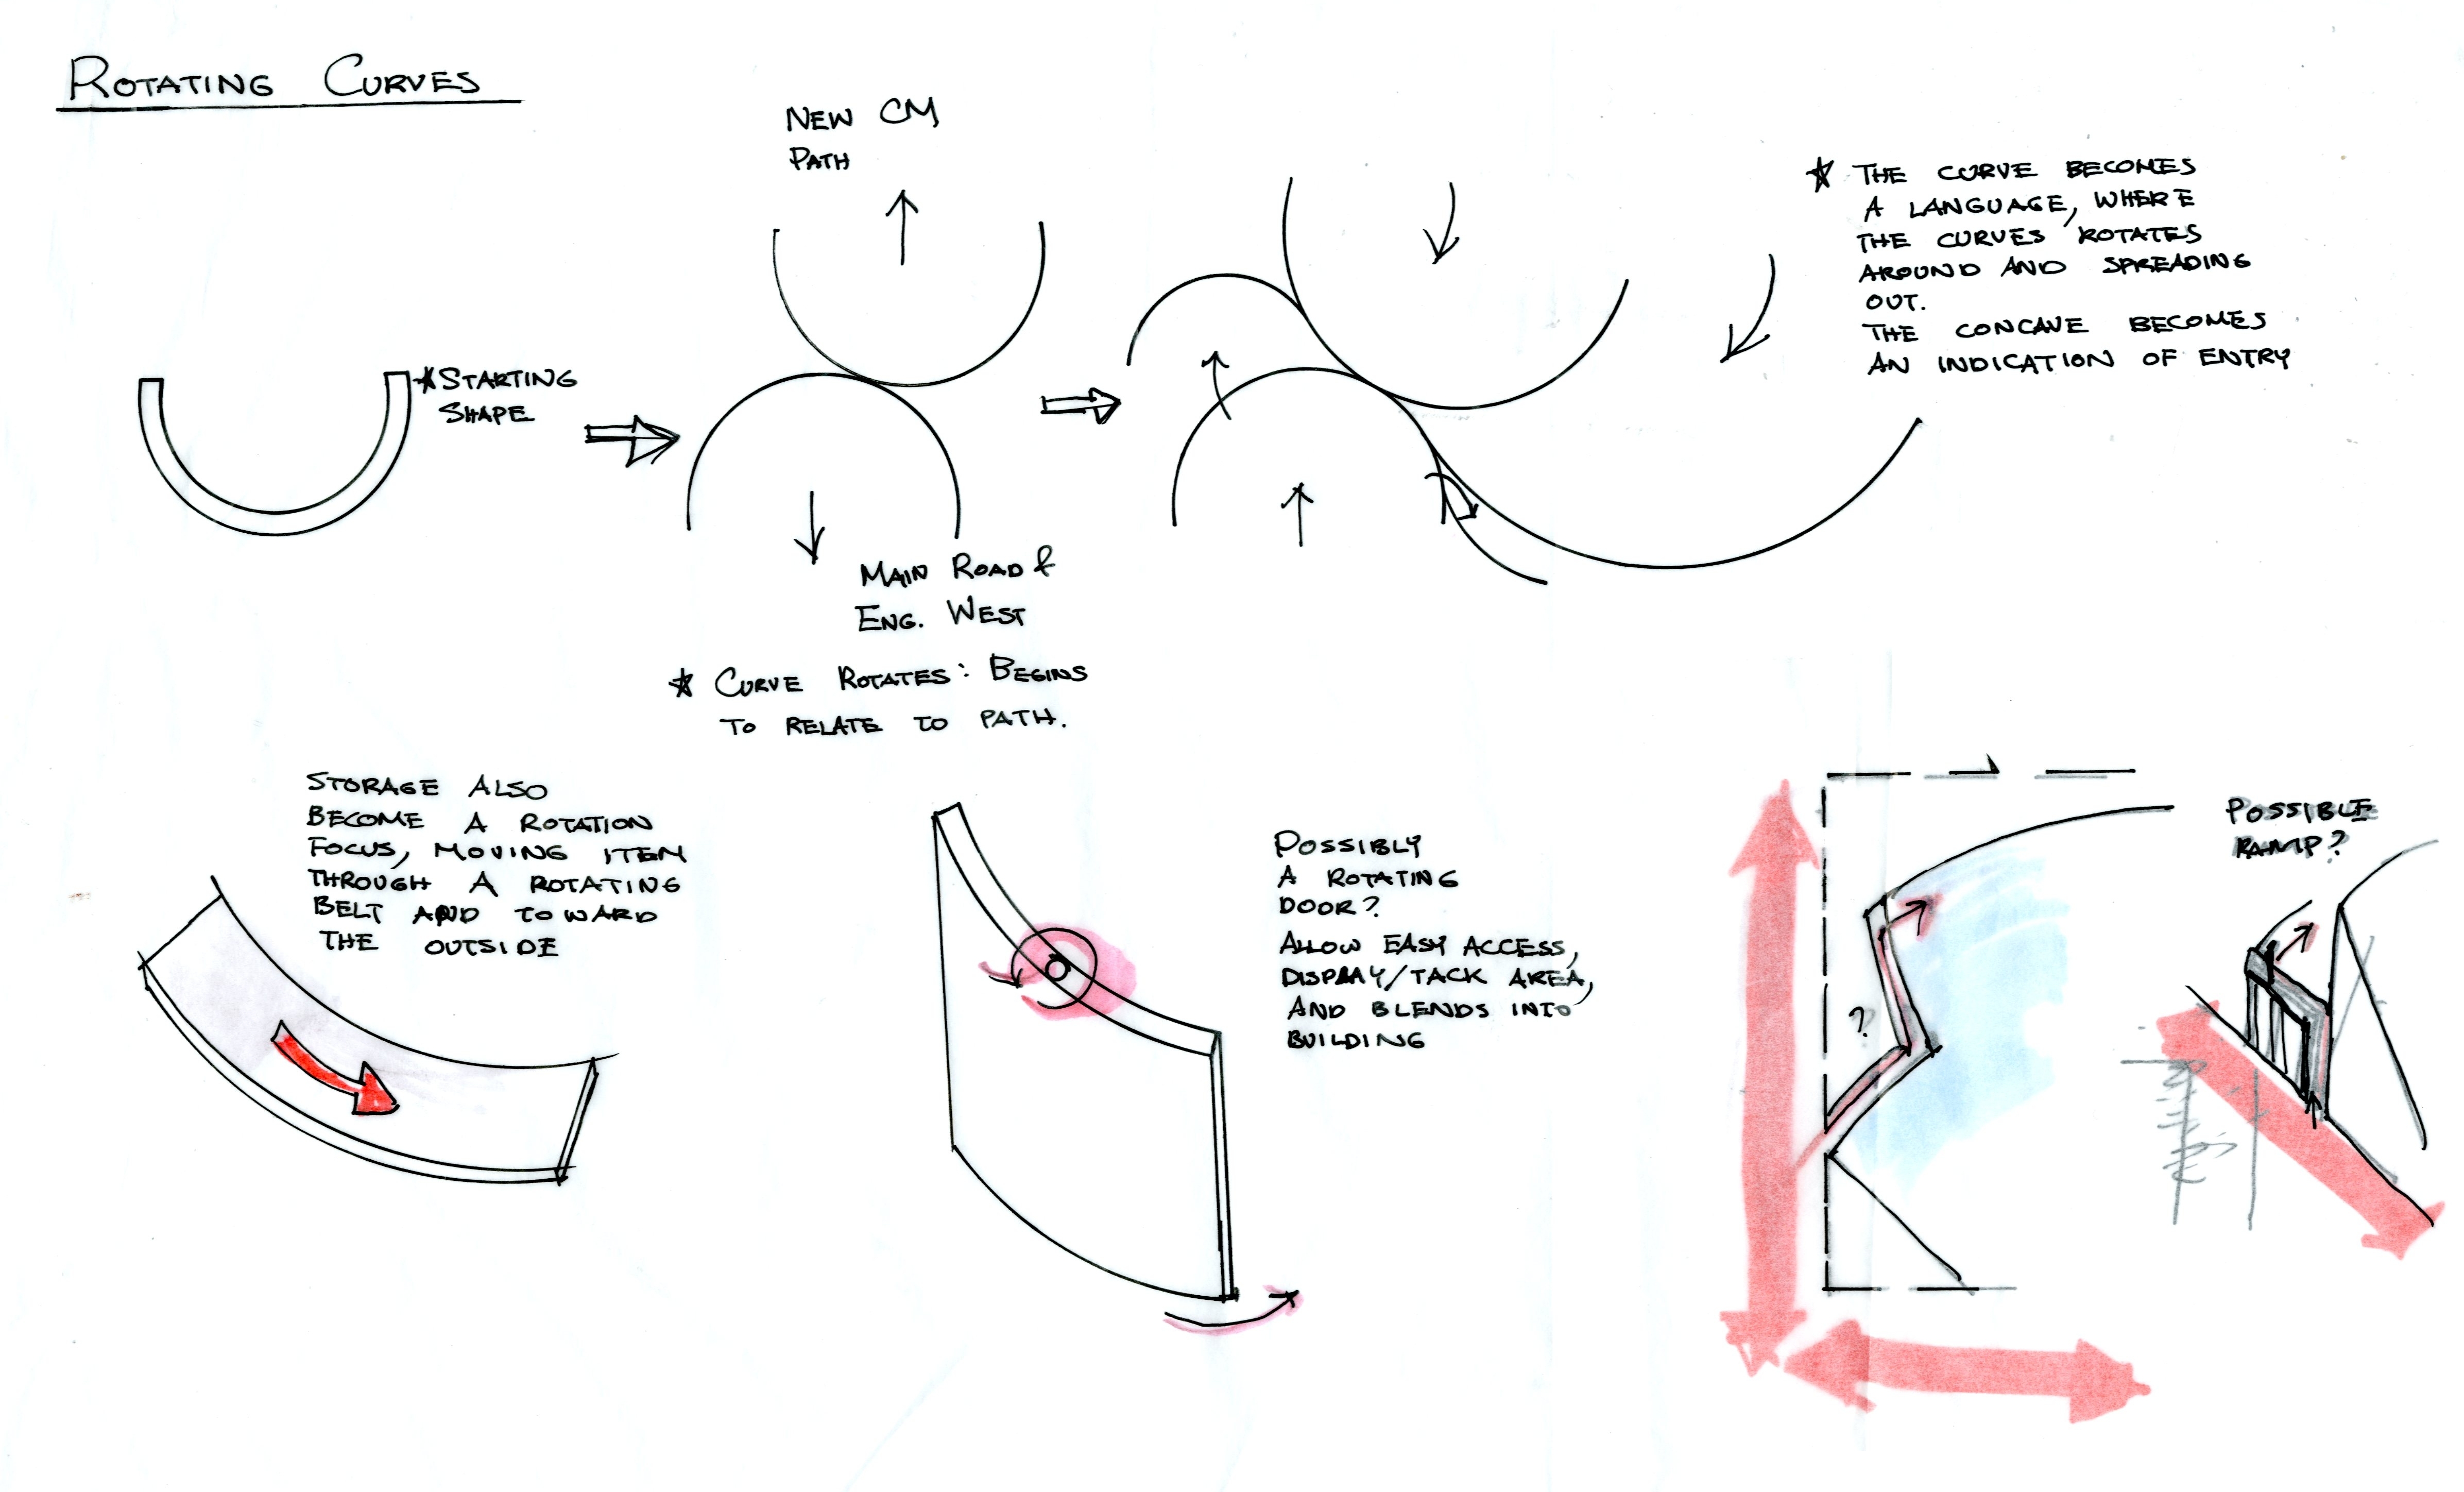 ROTATING CURVES
NEW CM
PATH
* STARTING
SHAPE
MAIN ROAD &
ENG. WEST
* CURVE ROTATES: BEGINS
TO RELATE TO PATH.
* THE CURVE BECOMES
A LANGUAGE, WHERE
THE CURVES ROTATES
AROUND AND SPREADING
OUT.
THE CONCAVE BECOMES
AN INDICATION OF ENTRY
STORAGE ALSO
BECOME A ROTATION
FOCUS, MOVING ITEM
THROUGH A ROTATING
BELT AND TOWARD
THE OUTSIDE
POSSIBLY
A ROTATING
DOOR?
ALLOW EASY ACCESS,
DISPLAY/TACK AREA,
AND BLENDS INTO
BUILDING
?
POSSIBLE
RAMP?